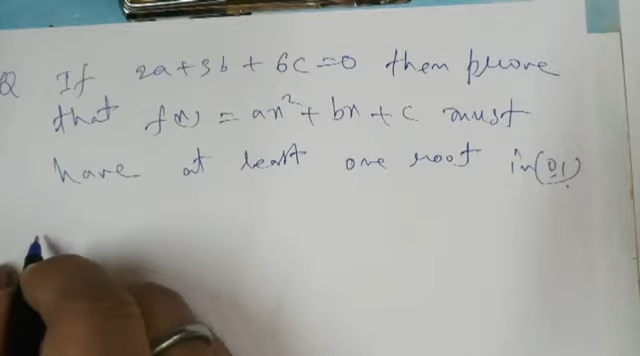 Q If 2a+3b + 6c=0 then prove
that f(x) = ax²+ bx + c must
have at least one root in (0,1)